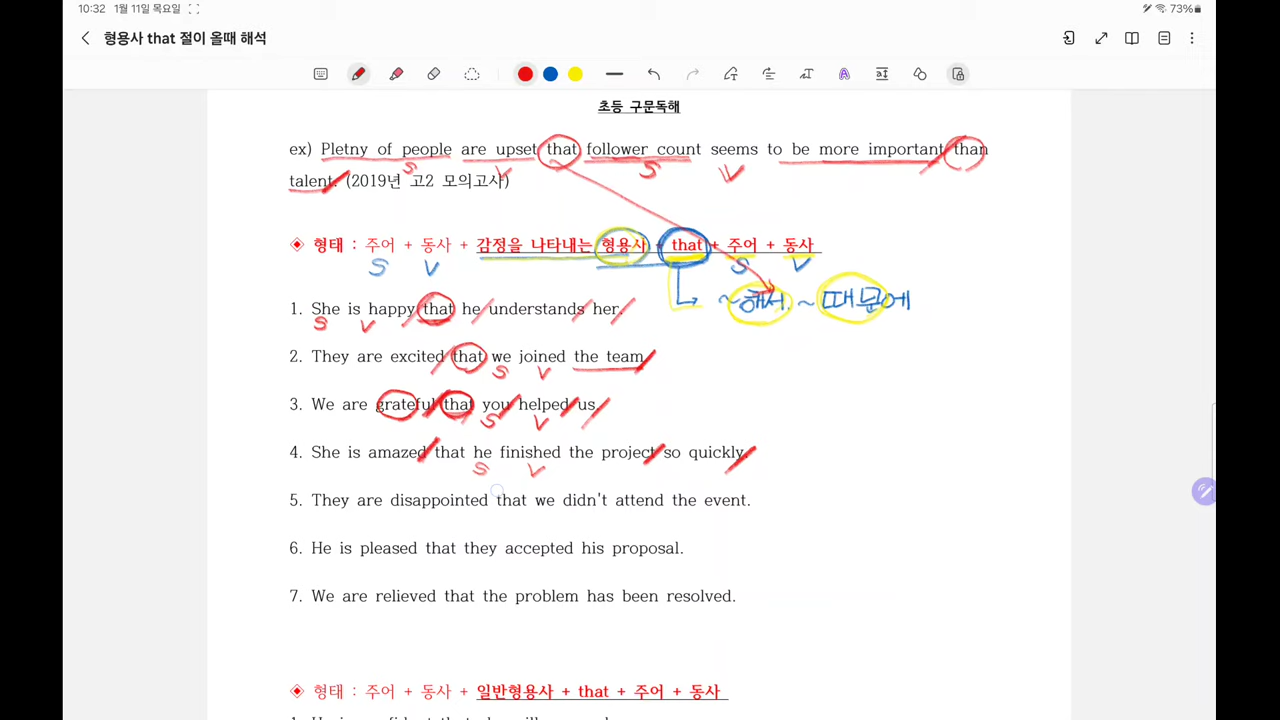 10:32 1월 11일 목요일
73%
형용사 that 절이 올때 해석
초등 구문독해
ex) Pletny of people are upset that follower count seems to be more important than
S V S V
talent. (2019년 고2 모의고사)
◈ 형태 : 주어 + 동사 + 감정을 나타내는 형용사 + that + 주어 + 동사
S V S V
~해서. ~ 때문에
1. She is happy that he understands her.
S V
2. They are excited that we joined the team.
S V
3. We are grateful that you helped us.
S V
4. She is amazed that he finished the project so quickly.
S V
5. They are disappointed that we didn't attend the event.
6. He is pleased that they accepted his proposal.
7. We are relieved that the problem has been resolved.
◈ 형태 : 주어 + 동사 + 일반형용사 + that + 주어 + 동사